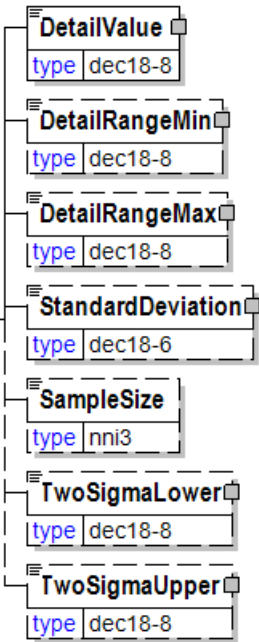 DetailValue
type dec18-8
DetailRangeMin
type dec18-8
DetailRangeMax
type dec18-8
StandardDeviation
type dec18-6
SampleSize
type nni3
TwoSigmaLower
type dec18-8
TwoSigmaUpper
type dec18-8